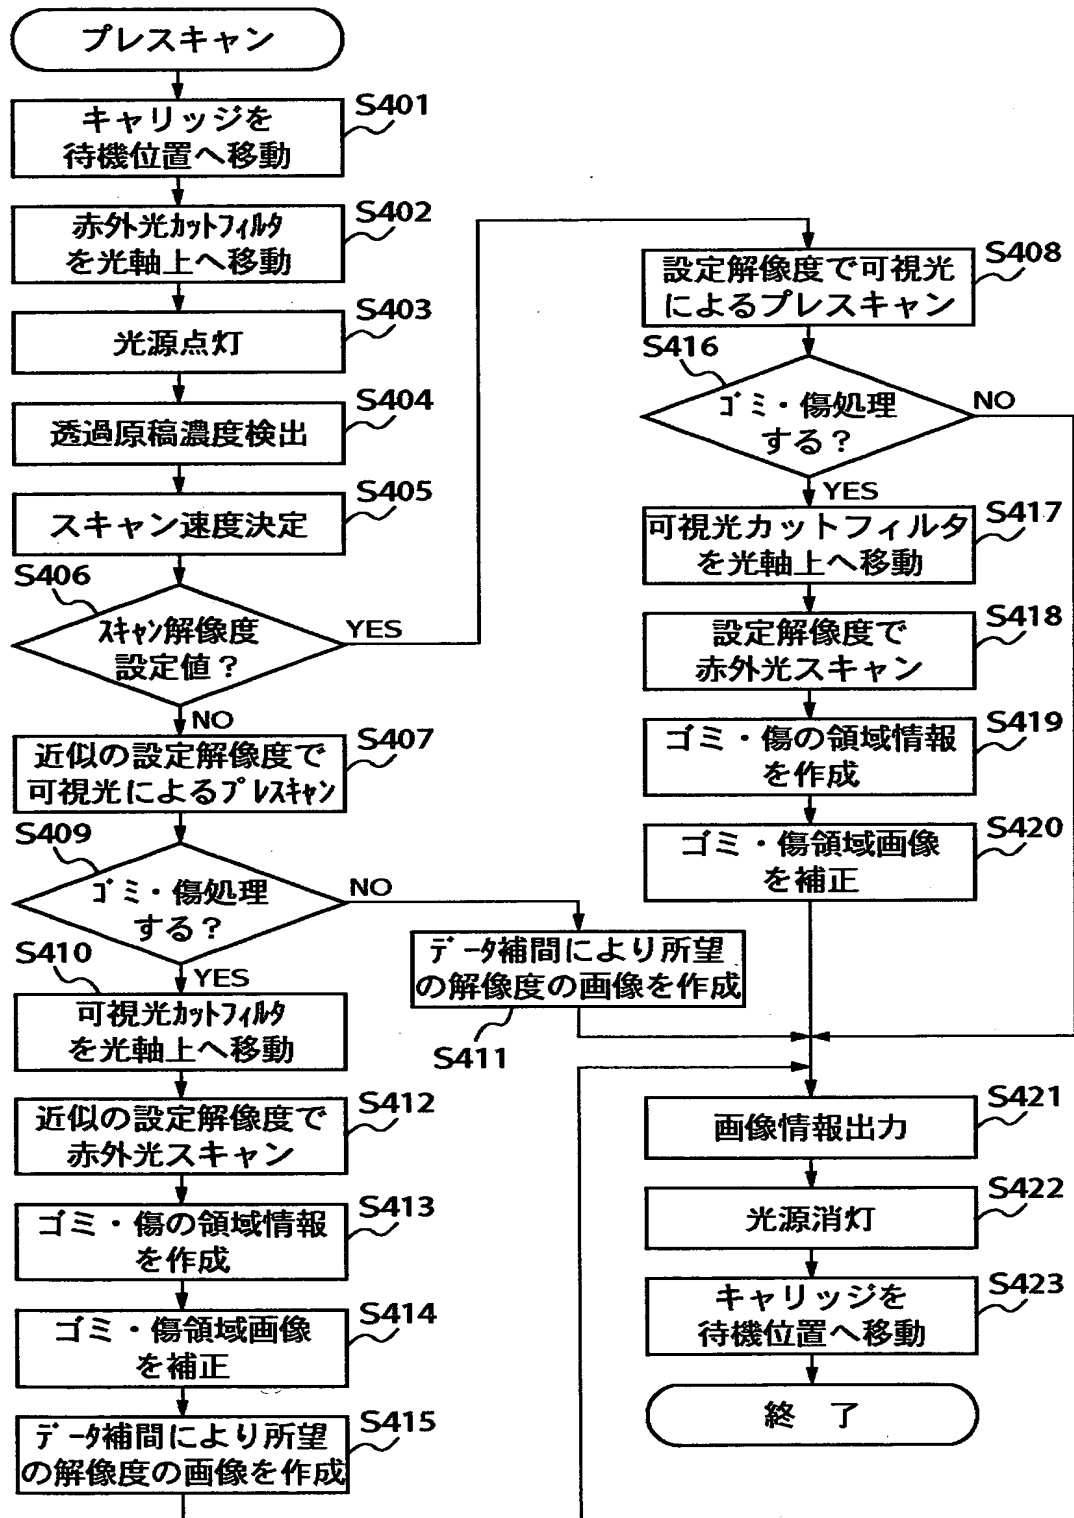 プレスキャン
S401
キャリッジを
待機位置へ移動
S402
赤外光カットフィルタ
を光軸上へ移動
S403
光源点灯
S404
透過原稿濃度検出
S405
スキャン速度決定
S406
スキャン解像度
設定値？
YES
NO
S407
近似の設定解像度で
可視光によるプレスキャン
S409
ゴミ・傷処理
する？
NO
YES
S410
可視光カットフィルタ
を光軸上へ移動
S411
データ補間により所望
の解像度の画像を作成
S412
近似の設定解像度で
赤外光スキャン
S413
ゴミ・傷の領域情報
を作成
S414
ゴミ・傷領域画像
を補正
S415
データ補間により所望
の解像度の画像を作成
S408
設定解像度で可視光
によるプレスキャン
S416
ゴミ・傷処理
する？
NO
YES
S417
可視光カットフィルタ
を光軸上へ移動
S418
設定解像度で
赤外光スキャン
S419
ゴミ・傷の領域情報
を作成
S420
ゴミ・傷領域画像
を補正
S421
画像情報出力
S422
光源消灯
S423
キャリッジを
待機位置へ移動
終 了